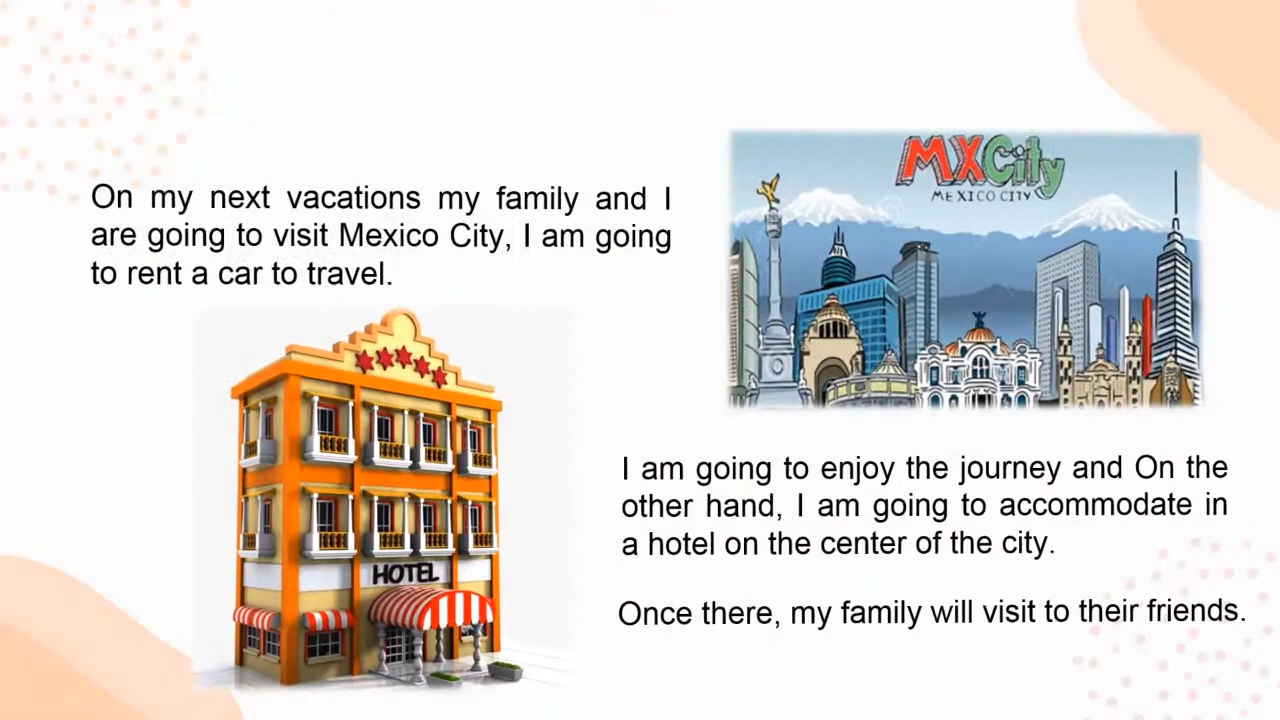 On my next vacations my family and I
are going to visit Mexico City, I am going
to rent a car to travel.
MXCity
MEXICO CITY
HOTEL
I am going to enjoy the journey and On the
other hand, I am going to accommodate in
a hotel on the center of the city.
Once there, my family will visit to their friends.